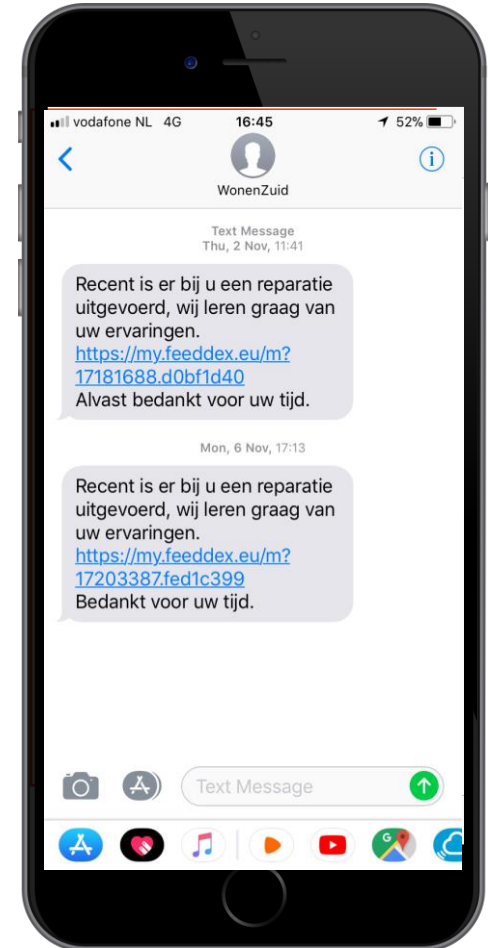 vodafone NL 4G 16:45 52%
WonenZuid
Text Message
Thu, 2 Nov, 11:41
Recent is er bij u een reparatie
uitgevoerd, wij leren graag van
uw ervaringen.
https://my.feeddex.eu/m?
17181688.d0bf1d40
Alvast bedankt voor uw tijd.
Mon, 6 Nov, 17:13
Recent is er bij u een reparatie
uitgevoerd, wij leren graag van
uw ervaringen.
https://my.feeddex.eu/m?
17203387.fed1c399
Bedankt voor uw tijd.
Text Message